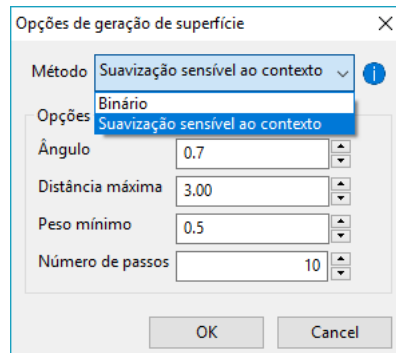 Opções de geração de superfície
Método Suavização sensível ao contexto
Binário
Opções Suavização sensível ao contexto
Ângulo 0.7
Distância máxima 3.00
Peso mínimo 0.5
Número de passos 10
OK Cancel